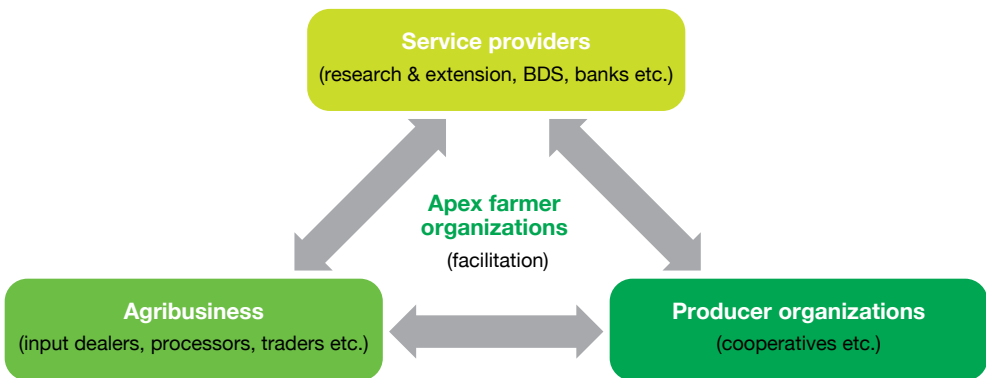 Service providers
(research & extension, BDS, banks etc.)
Apex farmer
organizations
(facilitation)
Agribusiness
(input dealers, processors, traders etc.)
Producer organizations
(cooperatives etc.)